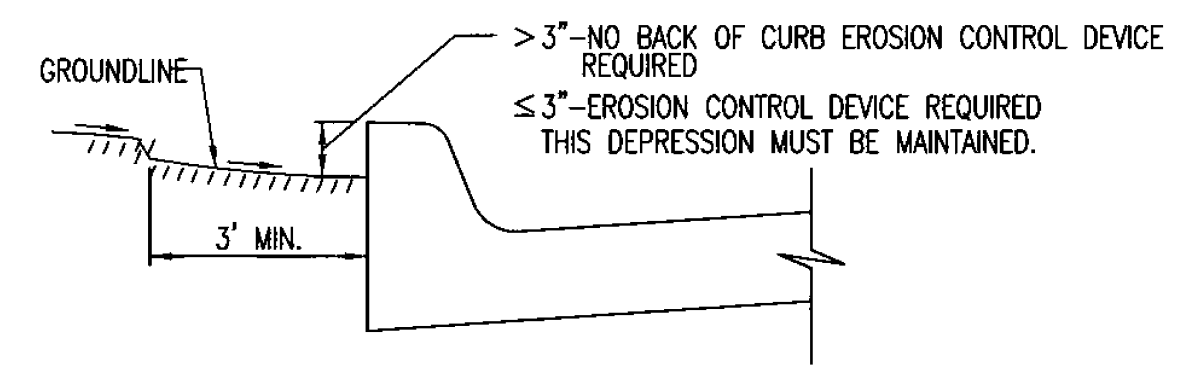 > 3"-NO BACK OF CURB EROSION CONTROL DEVICE
REQUIRED
GROUNDLINE
≤ 3"-EROSION CONTROL DEVICE REQUIRED
THIS DEPRESSION MUST BE MAINTAINED.
3' MIN.